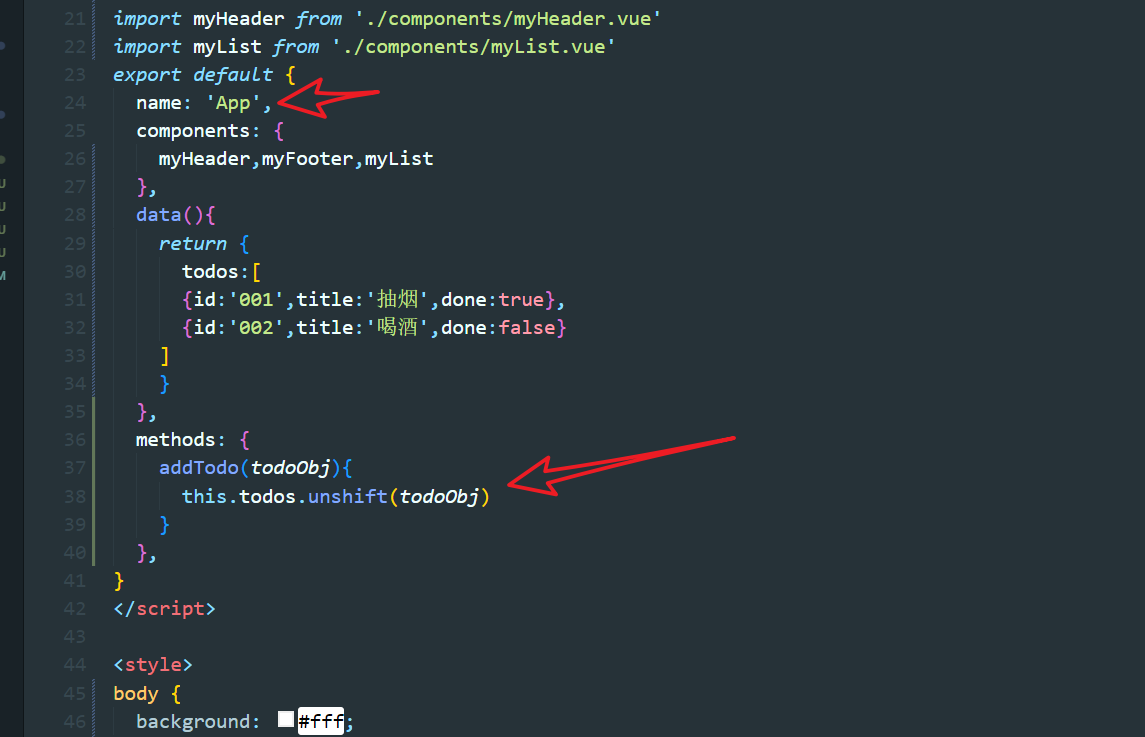 21 import myHeader from './components/myHeader.vue'
22 import myList from './components/myList.vue'
23 export default {
24 name: 'App',
25 components: {
26 myHeader,myFooter,myList
27 },
28 data(){
29 return {
30 todos:[
31 {id:'001',title:'抽烟',done:true},
32 {id:'002',title:'喝酒',done:false}
33 ]
34 }
35 },
36 methods: {
37 addTodo(todoObj){
38 this.todos.unshift(todoObj)
39 }
40 },
41 }
42 </script>
43
44 <style>
45 body {
46 background: #fff;
U
U
U
U
M